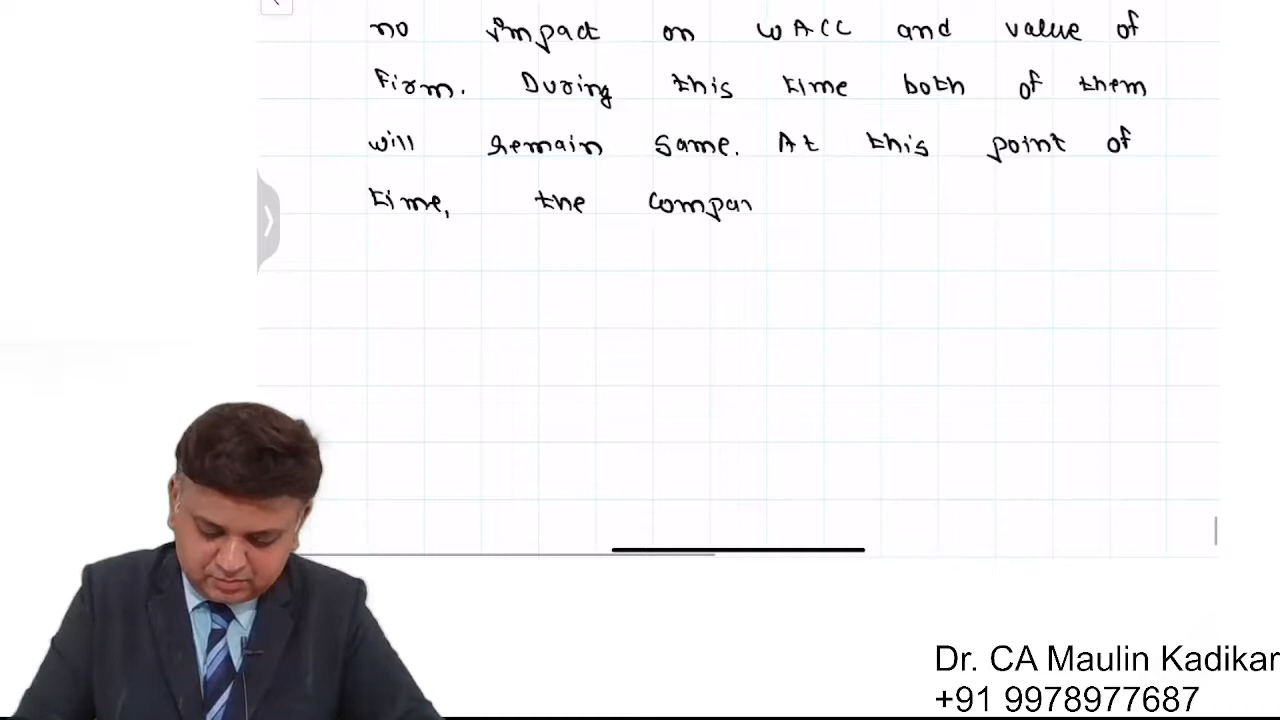 no impact on WACC and value of
Firm. During this time both of them
will remain same. At this point of
time, the compan
Dr. CA Maulin Kadikar
+91 9978977687